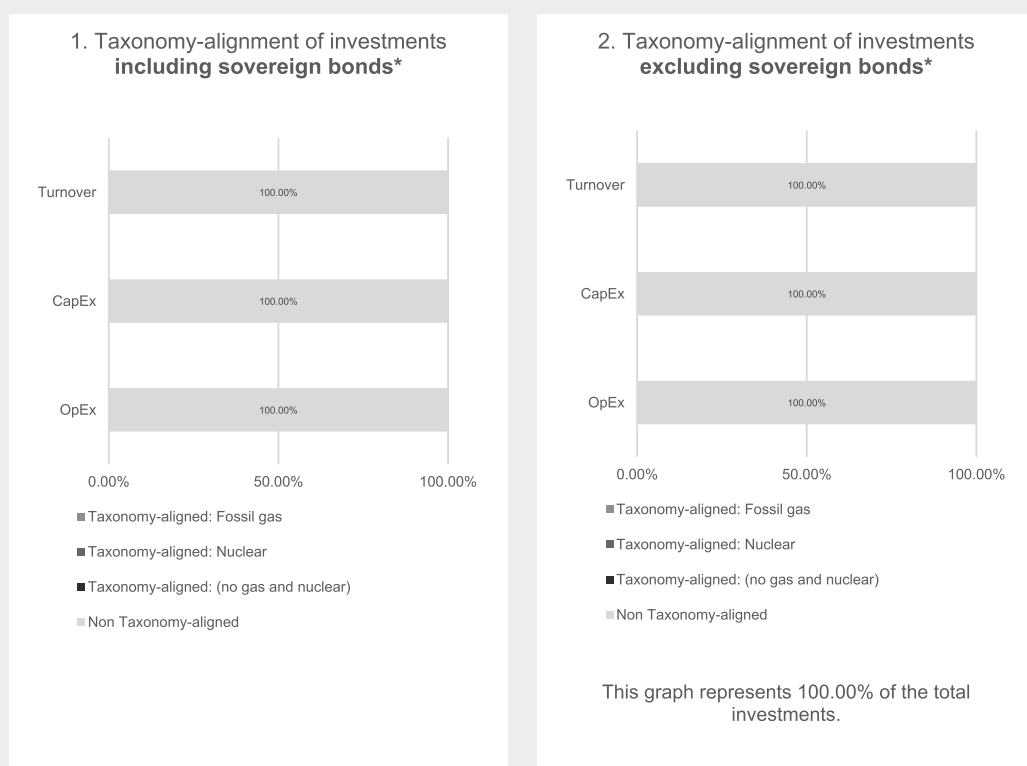 1. Taxonomy-alignment of investments
including sovereign bonds*
Turnover
100.00%
CapEx
100.00%
OpEx
100.00%
0.00%
50.00%
100.00%
Taxonomy-aligned: Fossil gas
Taxonomy-aligned: Nuclear
Taxonomy-aligned: (no gas and nuclear)
Non Taxonomy-aligned
2. Taxonomy-alignment of investments
excluding sovereign bonds*
Turnover
100.00%
CapEx
100.00%
OpEx
100.00%
0.00%
50.00%
100.00%
Taxonomy-aligned: Fossil gas
Taxonomy-aligned: Nuclear
Taxonomy-aligned: (no gas and nuclear)
Non Taxonomy-aligned
This graph represents 100.00% of the total
investments.